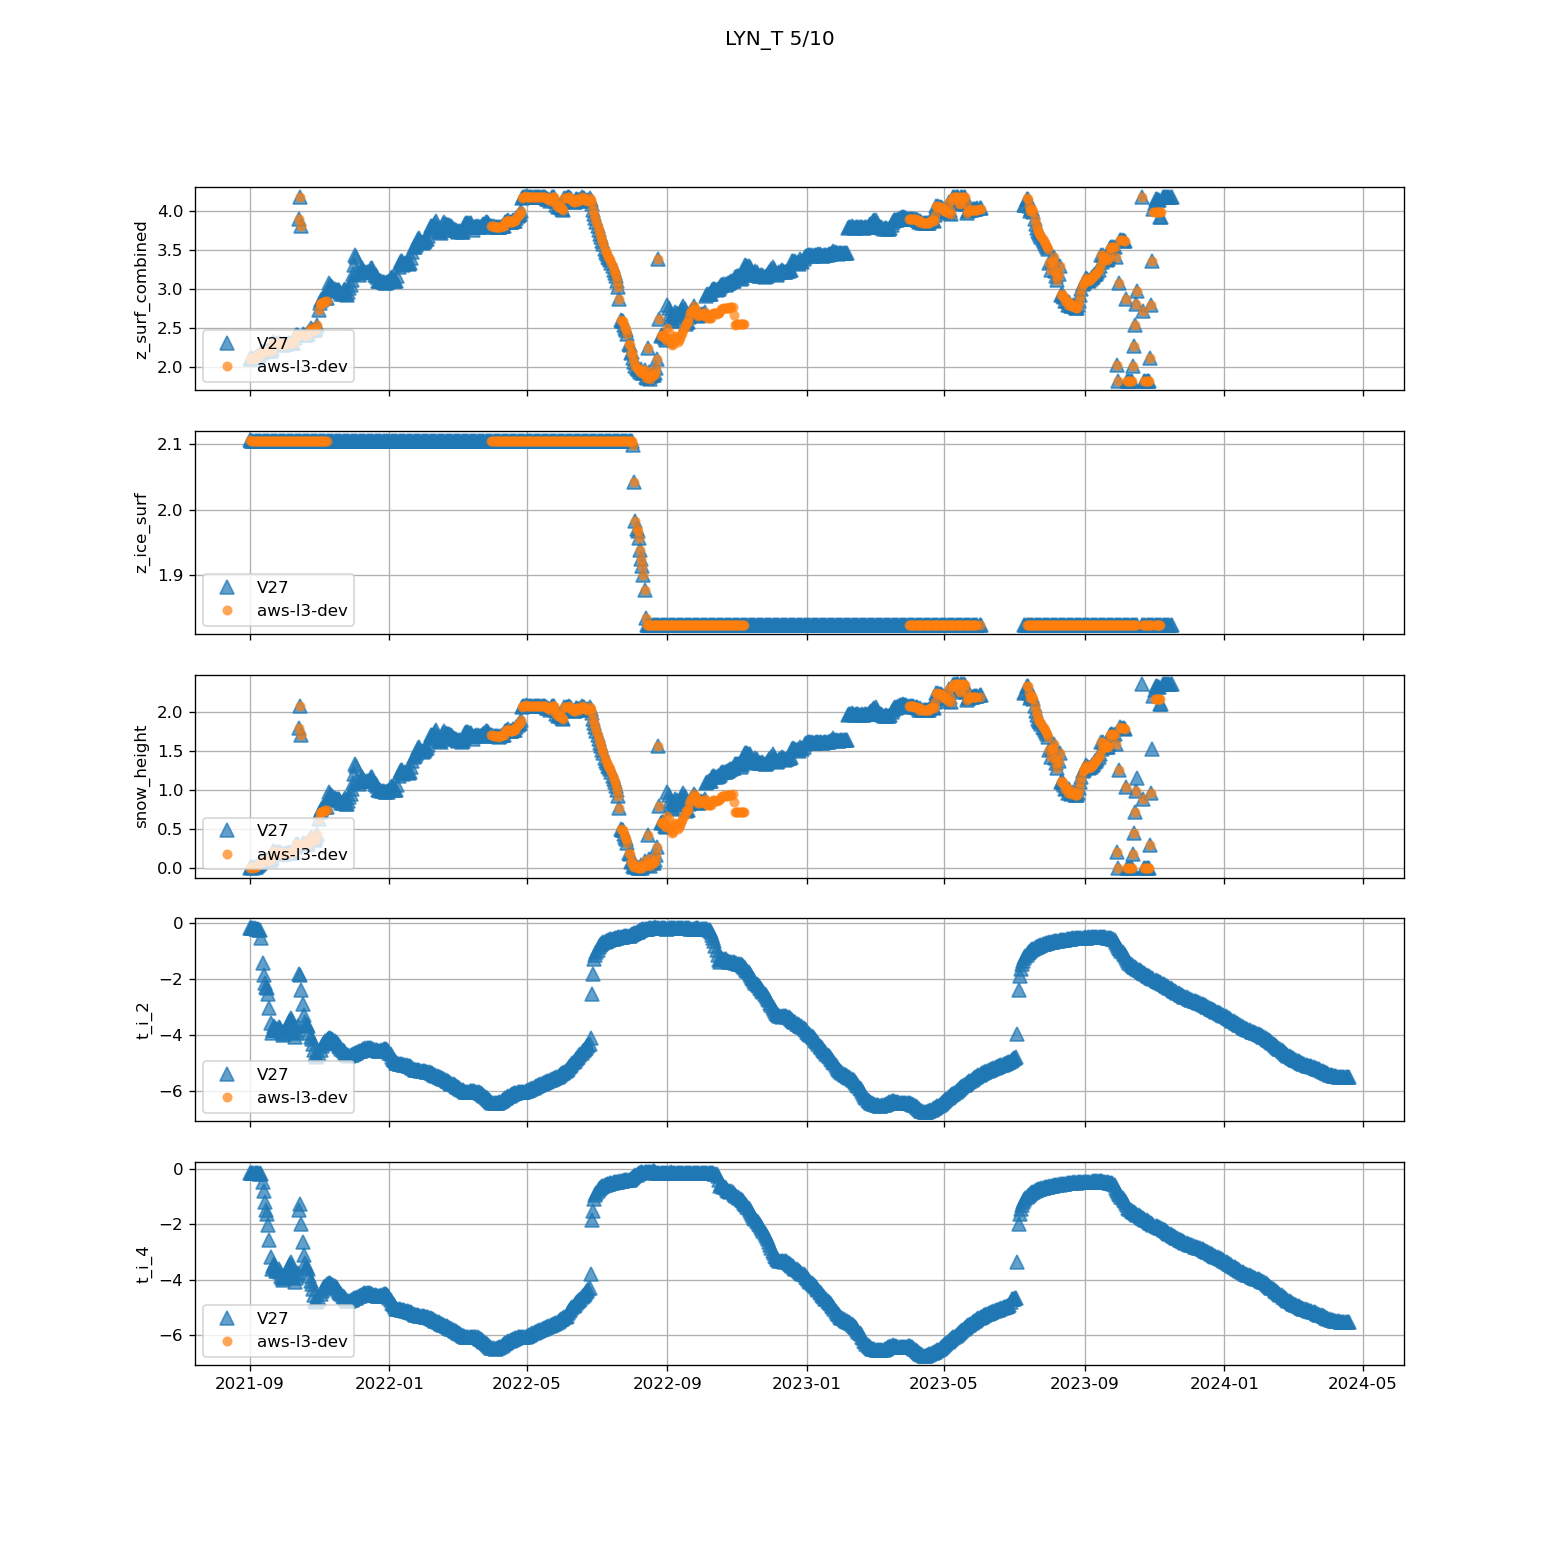 LYN_T 5/10
z_surf_combined
4.0
3.5
3.0
2.5
2.0
V27
aws-l3-dev
z_ice_surf
2.1
2.0
1.9
V27
aws-l3-dev
snow_height
2.0
1.5
1.0
0.5
0.0
V27
aws-l3-dev
t_i_2
0
−2
−4
−6
V27
aws-l3-dev
t_i_4
0
−2
−4
−6
V27
aws-l3-dev
2021-09 2022-01 2022-05 2022-09 2023-01 2023-05 2023-09 2024-01 2024-05